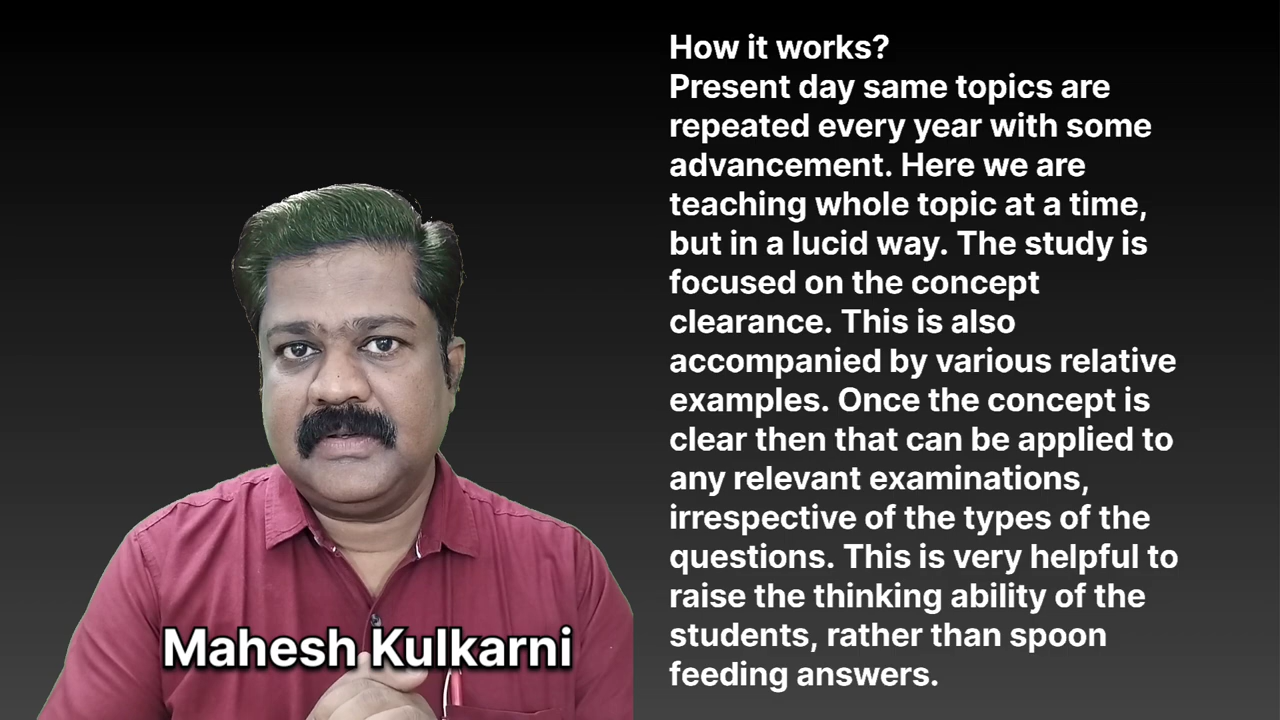 How it works?
Present day same topics are
repeated every year with some
advancement. Here we are
teaching whole topic at a time,
but in a lucid way. The study is
focused on the concept
clearance. This is also
accompanied by various relative
examples. Once the concept is
clear then that can be applied to
any relevant examinations,
irrespective of the types of the
questions. This is very helpful to
raise the thinking ability of the
students, rather than spoon
feeding answers.
Mahesh Kulkarni